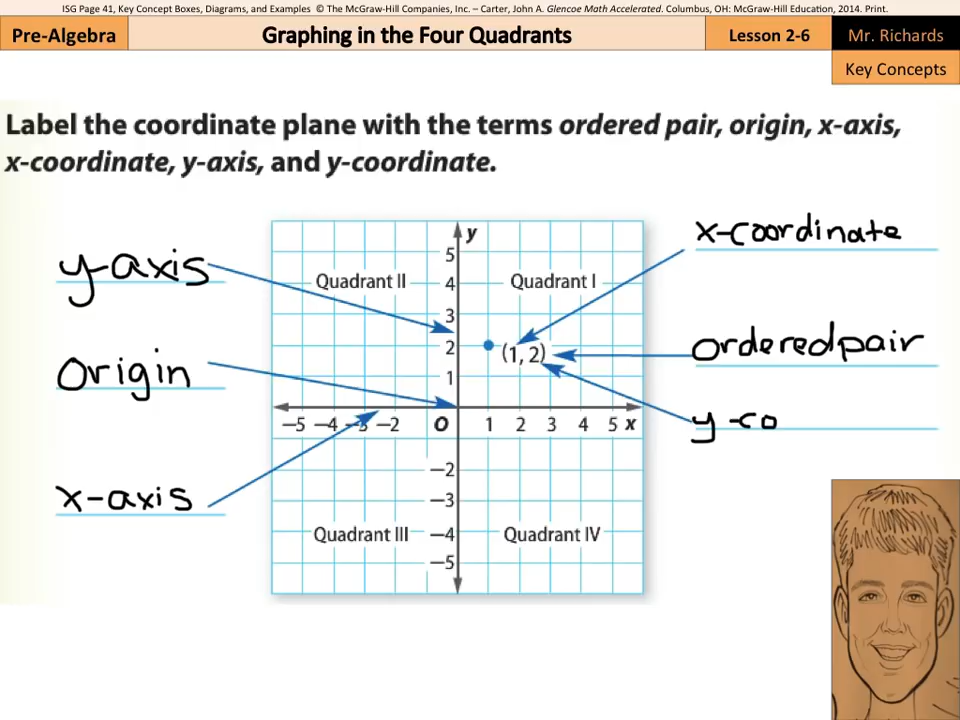 ISG Page 41, Key Concept Boxes, Diagrams, and Examples © The McGraw-Hill Companies, Inc. – Carter, John A. Glencoe Math Accelerated. Columbus, OH: McGraw-Hill Education, 2014. Print.
Pre-Algebra
Graphing in the Four Quadrants
Lesson 2-6
Mr. Richards
Key Concepts
Label the coordinate plane with the terms ordered pair, origin, x-axis,
x-coordinate, y-axis, and y-coordinate.
y-axis
origin
x-axis
y
5
4
3
2
1
Quadrant II
Quadrant I
(1, 2)
−5 −4 −3 −2 O 1 2 3 4 5 x
−2
−3
−4
−5
Quadrant III
Quadrant IV
x-coordinate
ordered pair
y-co